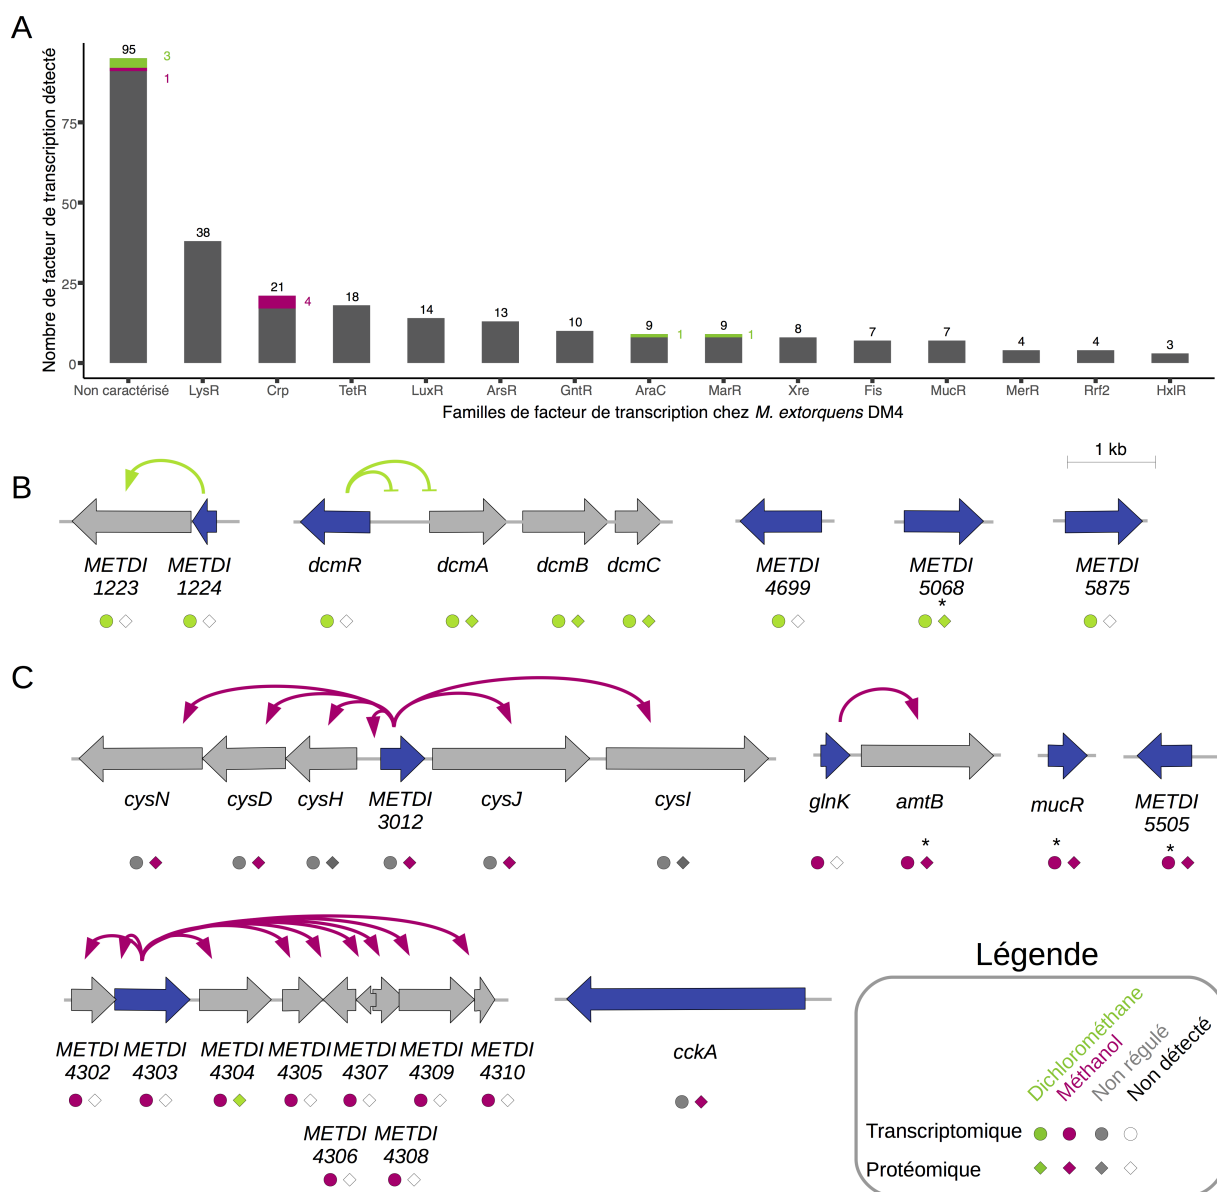 A
Nombre de facteur de transcription détecté
0
25
50
75
95
3
1
38
21
4
18
14
13
10
9
1
9
1
8
7
7
4
4
3
Non caractérisé LysR Crp TetR LuxR ArsR GntR AraC MarR Xre Fis MucR MerR Rrf2 HxlR
Familles de facteur de transcription chez M. extorquens DM4
1 kb
B
METDI 1223
METDI 1224
dcmR
dcmA
dcmB
dcmC
METDI 4699
METDI 5068
*
METDI 5875
C
cysN
cysD
cysH
METDI 3012
cysJ
cysI
glnK
amtB
*
mucR
*
METDI 5505
*
METDI 4302
METDI 4303
METDI 4304
METDI 4305
METDI 4307
METDI 4309
METDI 4310
METDI 4306
METDI 4308
cckA
Légende
Dichlorométhane
Méthanol
Non régulé
Non détecté
Transcriptomique
Protéomique